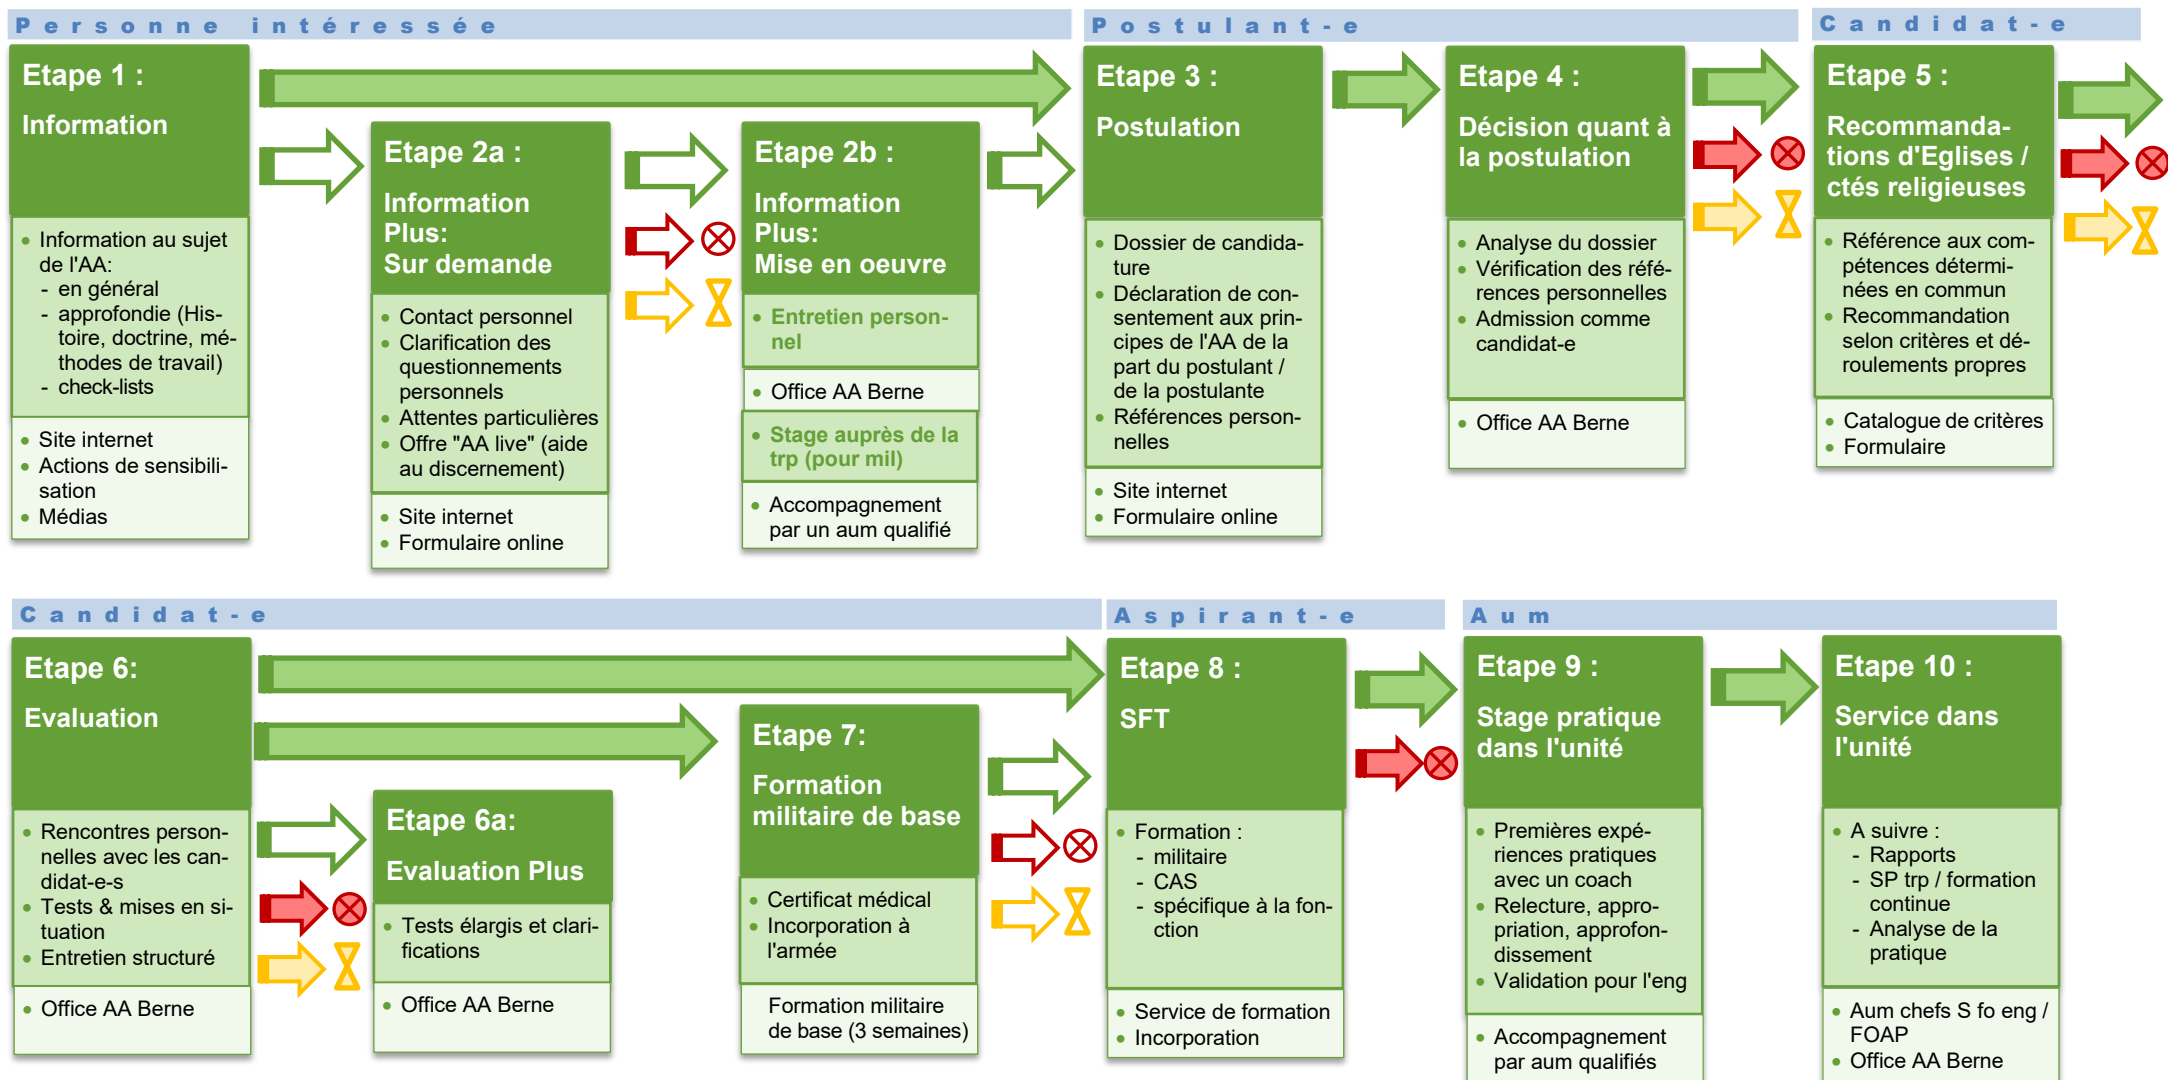 Personne intéressée
Postulant-e
Candidat-e
Etape 1 :
Information
• Information au sujet
de l'AA:
- en général
- approfondie (His-
toire, doctrine, mé-
thodes de travail)
- check-lists
• Site internet
• Actions de sensibili-
sation
• Médias
Etape 2a :
Information
Plus:
Sur demande
• Contact personnel
• Clarification des
questionnements
personnels
• Attentes particulières
• Offre "AA live" (aide
au discernement)
• Site internet
• Formulaire online
Etape 2b :
Information
Plus:
Mise en oeuvre
• Entretien person-
nel
• Office AA Berne
• Stage auprès de la
trp (pour mil)
• Accompagnement
par un aum qualifié
Etape 3 :
Postulation
• Dossier de candida-
ture
• Déclaration de con-
sentement aux prin-
cipes de l'AA de la
part du postulant /
de la postulante
• Références person-
nelles
• Site internet
• Formulaire online
Etape 4 :
Décision quant à
la postulation
• Analyse du dossier
• Vérification des réfé-
rences personnelles
• Admission comme
candidat-e
• Office AA Berne
Etape 5 :
Recommanda-
tions d'Eglises /
ctés religieuses
• Référence aux com-
pétences détermi-
nées en commun
• Recommandation
selon critères et dé-
roulements propres
• Catalogue de critères
• Formulaire
Candidat-e
Aspirant-e
Aum
Etape 6:
Evaluation
• Rencontres person-
nelles avec les can-
didat-e-s
• Tests & mises en si-
tuation
• Entretien structuré
• Office AA Berne
Etape 6a:
Evaluation Plus
• Tests élargis et clari-
fications
• Office AA Berne
Etape 7:
Formation
militaire de base
• Certificat médical
• Incorporation à
l'armée
Formation militaire
de base (3 semaines)
Etape 8 :
SFT
• Formation :
- militaire
- CAS
- spécifique à la fon-
ction
• Service de formation
• Incorporation
Etape 9 :
Stage pratique
dans l'unité
• Premières expé-
riences pratiques
avec un coach
• Relecture, appro-
priation, approfon-
dissement
• Validation pour l'eng
• Accompagnement
par aum qualifiés
Etape 10 :
Service dans
l'unité
• A suivre :
- Rapports
- SP trp / formation
continue
- Analyse de la
pratique
• Aum chefs S fo eng /
FOAP
• Office AA Berne